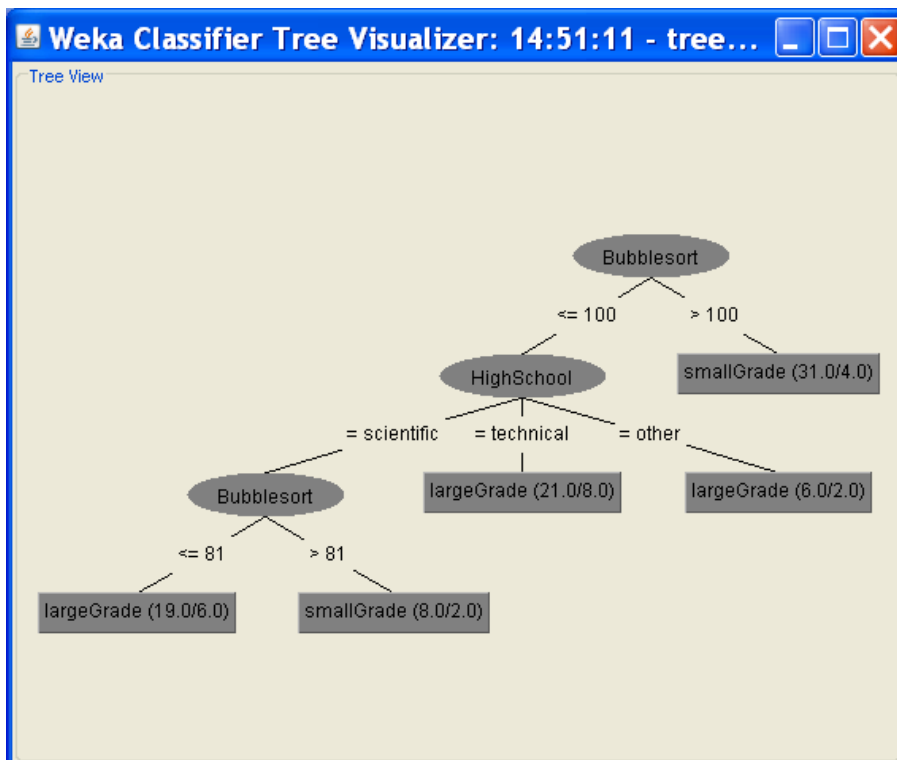 Weka Classifier Tree Visualizer: 14:51:11 - tree...
Tree View
Bubblesort
<= 100 > 100
HighSchool smallGrade (31.0/4.0)
= scientific = technical = other
Bubblesort largeGrade (21.0/8.0) largeGrade (6.0/2.0)
<= 81 > 81
largeGrade (19.0/6.0) smallGrade (8.0/2.0)